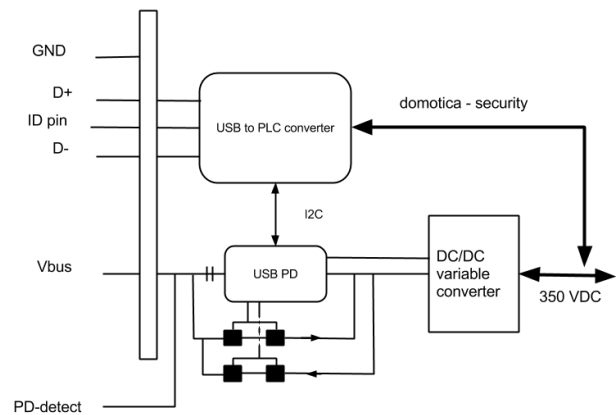 GND
D+
ID pin
D-
USB to PLC converter
domotica - security
I2C
Vbus
USB PD
DC/DC
variable
converter
350 VDC
PD-detect